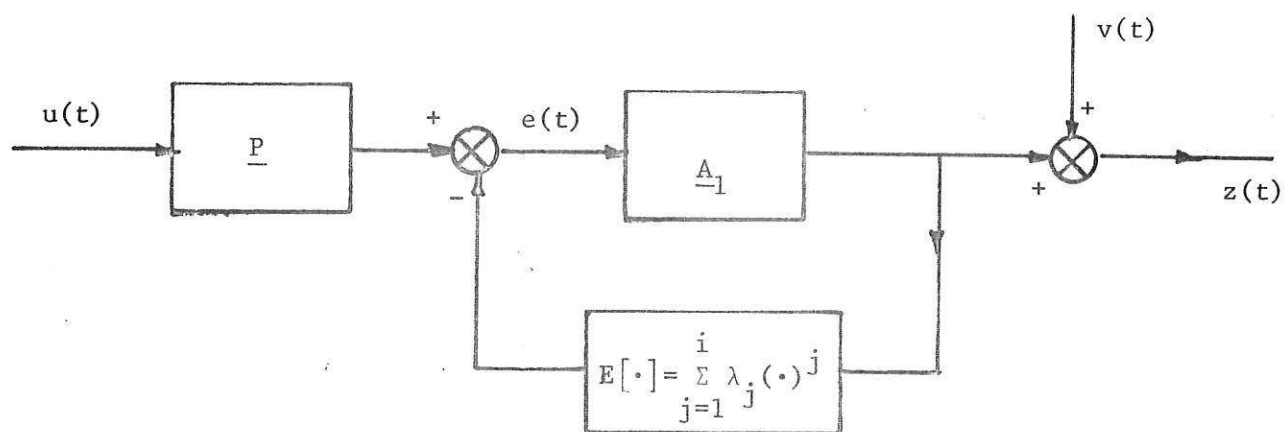 v(t)
u(t)
P
+
e(t)
A1
+
+
-
z(t)
E[·]= i Σ j=1 λj(·)^j